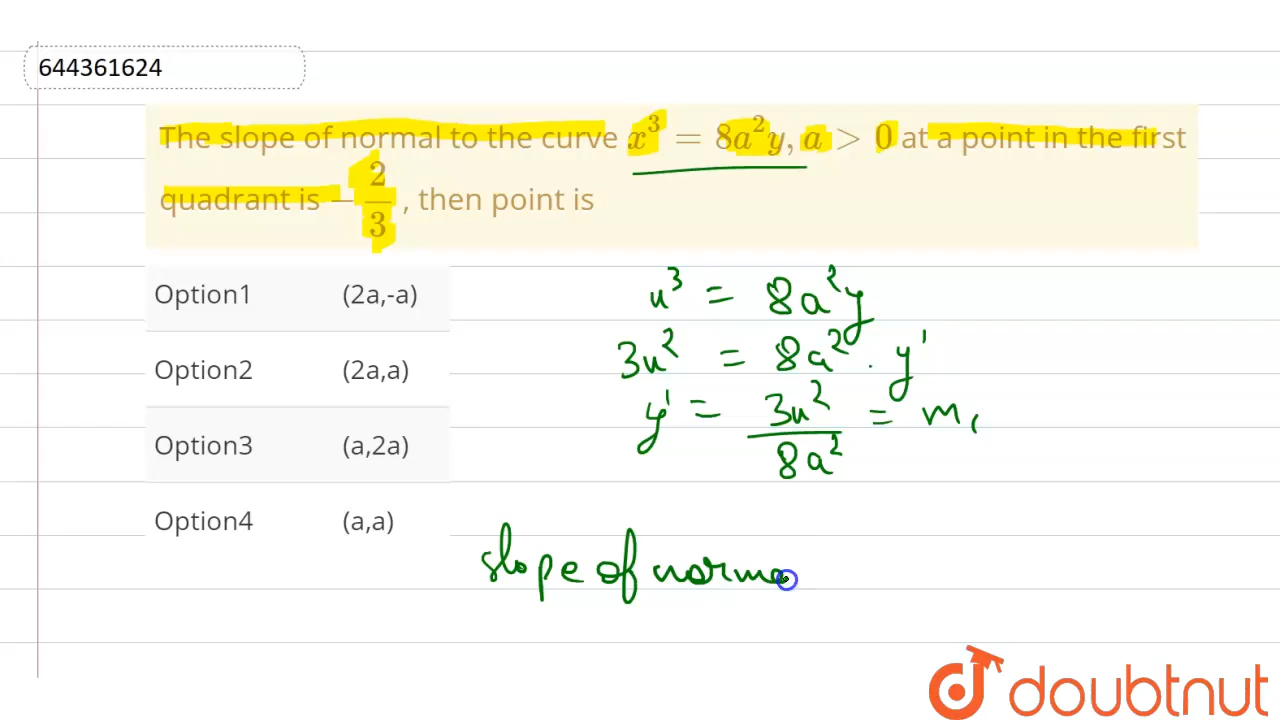 644361624
The slope of normal to the curve x³ = 8a²y, a > 0 at a point in the first
quadrant is −2/3 , then point is
Option1 (2a,-a)
Option2 (2a,a)
Option3 (a,2a)
Option4 (a,a)
x³ = 8a²y
3x² = 8a² . y'
y' = 3x²/8a² = m₁
slope of norma
doubtnut